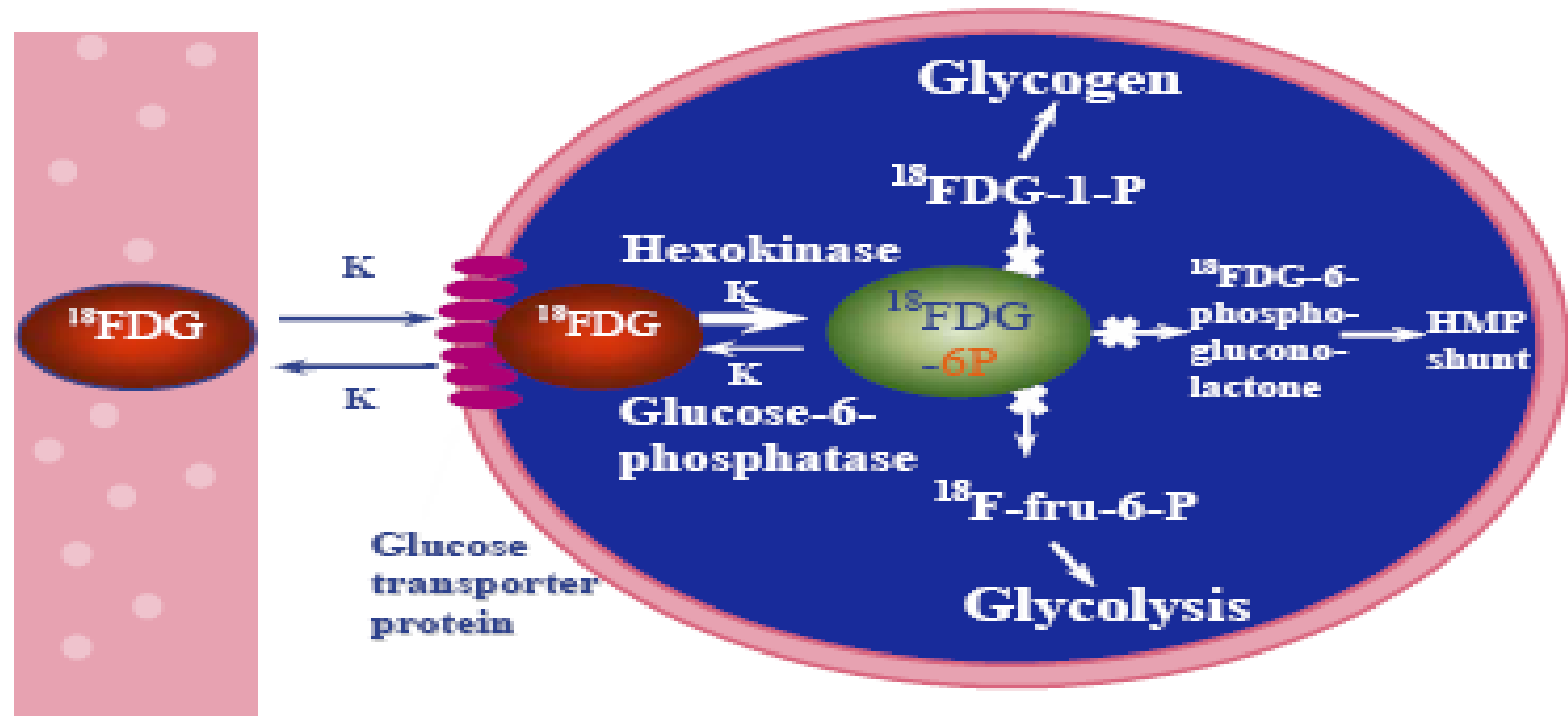 Glycogen
¹⁸FDG-1-P
Hexokinase
K
K
¹⁸FDG
¹⁸FDG
K
K
Glucose-6-
phosphatase
¹⁸FDG
-6P
¹⁸FDG-6-
phospho-
glucono-
lactone
HMP
shunt
¹⁸F-fru-6-P
Glycolysis
Glucose
transporter
protein